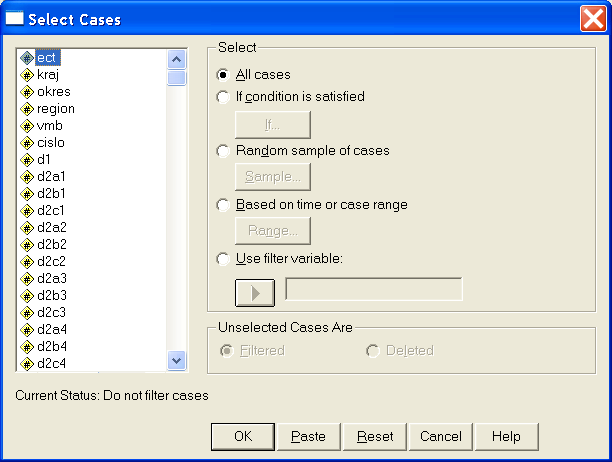 Select Cases
ect
kraj
okres
region
vmb
cislo
d1
d2a1
d2b1
d2c1
d2a2
d2b2
d2c2
d2a3
d2b3
d2c3
d2a4
d2b4
d2c4
Select
All cases
If condition is satisfied
If...
Random sample of cases
Sample...
Based on time or case range
Range...
Use filter variable:
Unselected Cases Are
Filtered Deleted
Current Status: Do not filter cases
OK Paste Reset Cancel Help